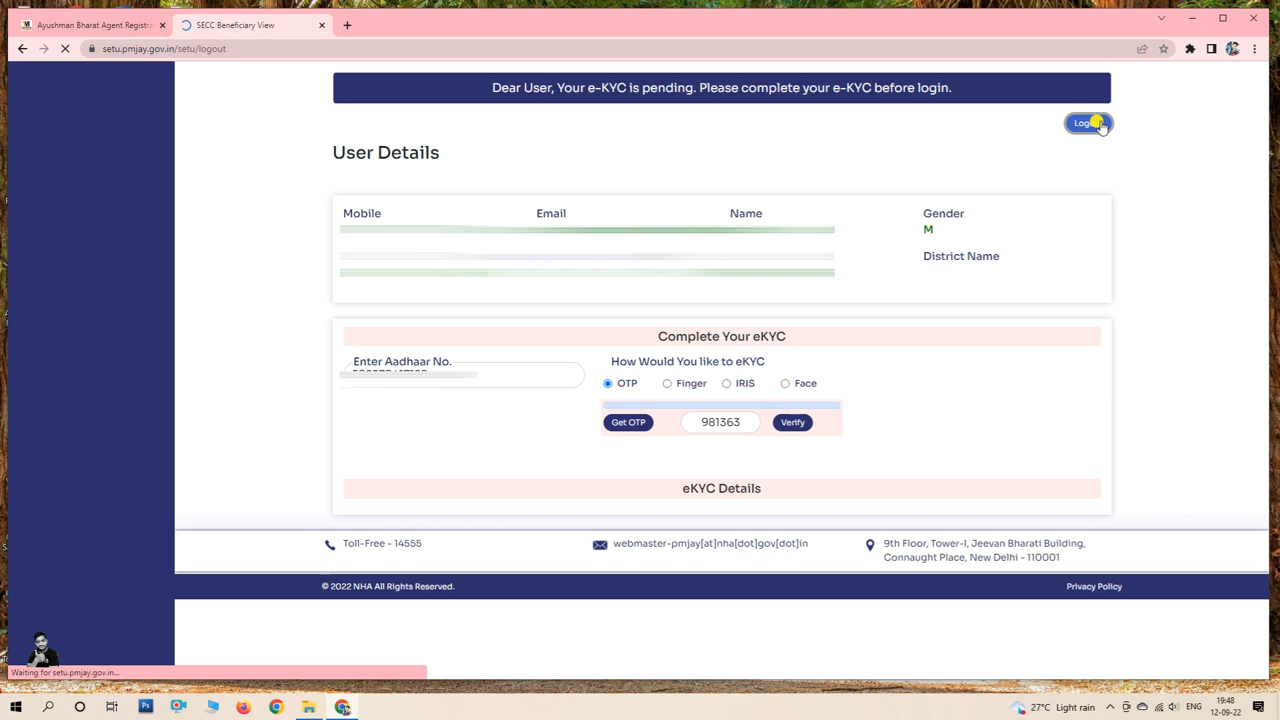 Ayushman Bharat Agent Registra
SECC Beneficiary View
setu.pmjay.gov.in/setu/logout
Dear User, Your e-KYC is pending. Please complete your e-KYC before login.
User Details
Mobile Email Name Gender
M
District Name
Complete Your eKYC
Enter Aadhaar No. How Would You like to eKYC
OTP Finger IRIS Face
Get OTP 981363 Verify
eKYC Details
Toll-Free - 14555 webmaster-pmjay[at]nha[dot]gov[dot]in 9th Floor, Tower-I, Jeevan Bharati Building,
Connaught Place, New Delhi - 110001
© 2022 NHA All Rights Reserved. Privacy Policy
Waiting for setu.pmjay.gov.in...
Ps 27°C Light rain ENG 19:48
12-09-22